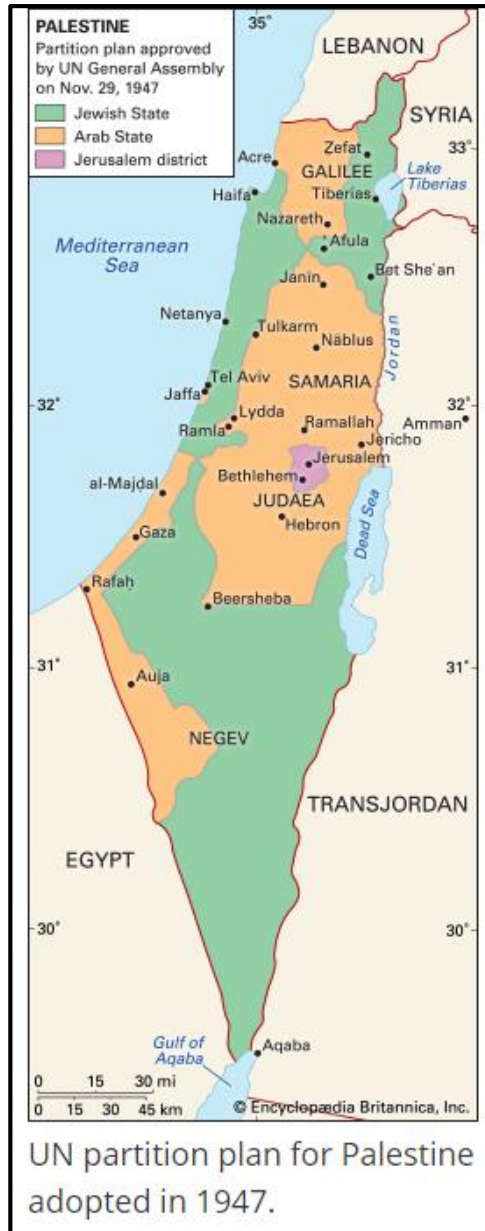 PALESTINE
Partition plan approved
by UN General Assembly
on Nov. 29, 1947
Jewish State
Arab State
Jerusalem district
35°
LEBANON
SYRIA
33°
Zefat
Acre
GALILEE
Lake
Tiberias
Haifa
Tiberias
Nazareth
Mediterranean
Sea
Afula
Janin
Bet She'an
Netanya
Tulkarm
Näblus
Jordan
SAMARIA
Tel Aviv
Jaffa
32°
Lydda
32°
Ramla
Ramallah
Amman
Jericho
al-Majdal
Jerusalem
Bethlehem
JUDAEA
Gaza
Hebron
Dead Sea
Rafaḥ
Beersheba
31°
31°
Auja
NEGEV
TRANSJORDAN
EGYPT
30°
30°
Gulf of
Aqaba
Aqaba
0 15 30 mi
0 15 30 45 km
© Encyclopædia Britannica, Inc.
UN partition plan for Palestine
adopted in 1947.